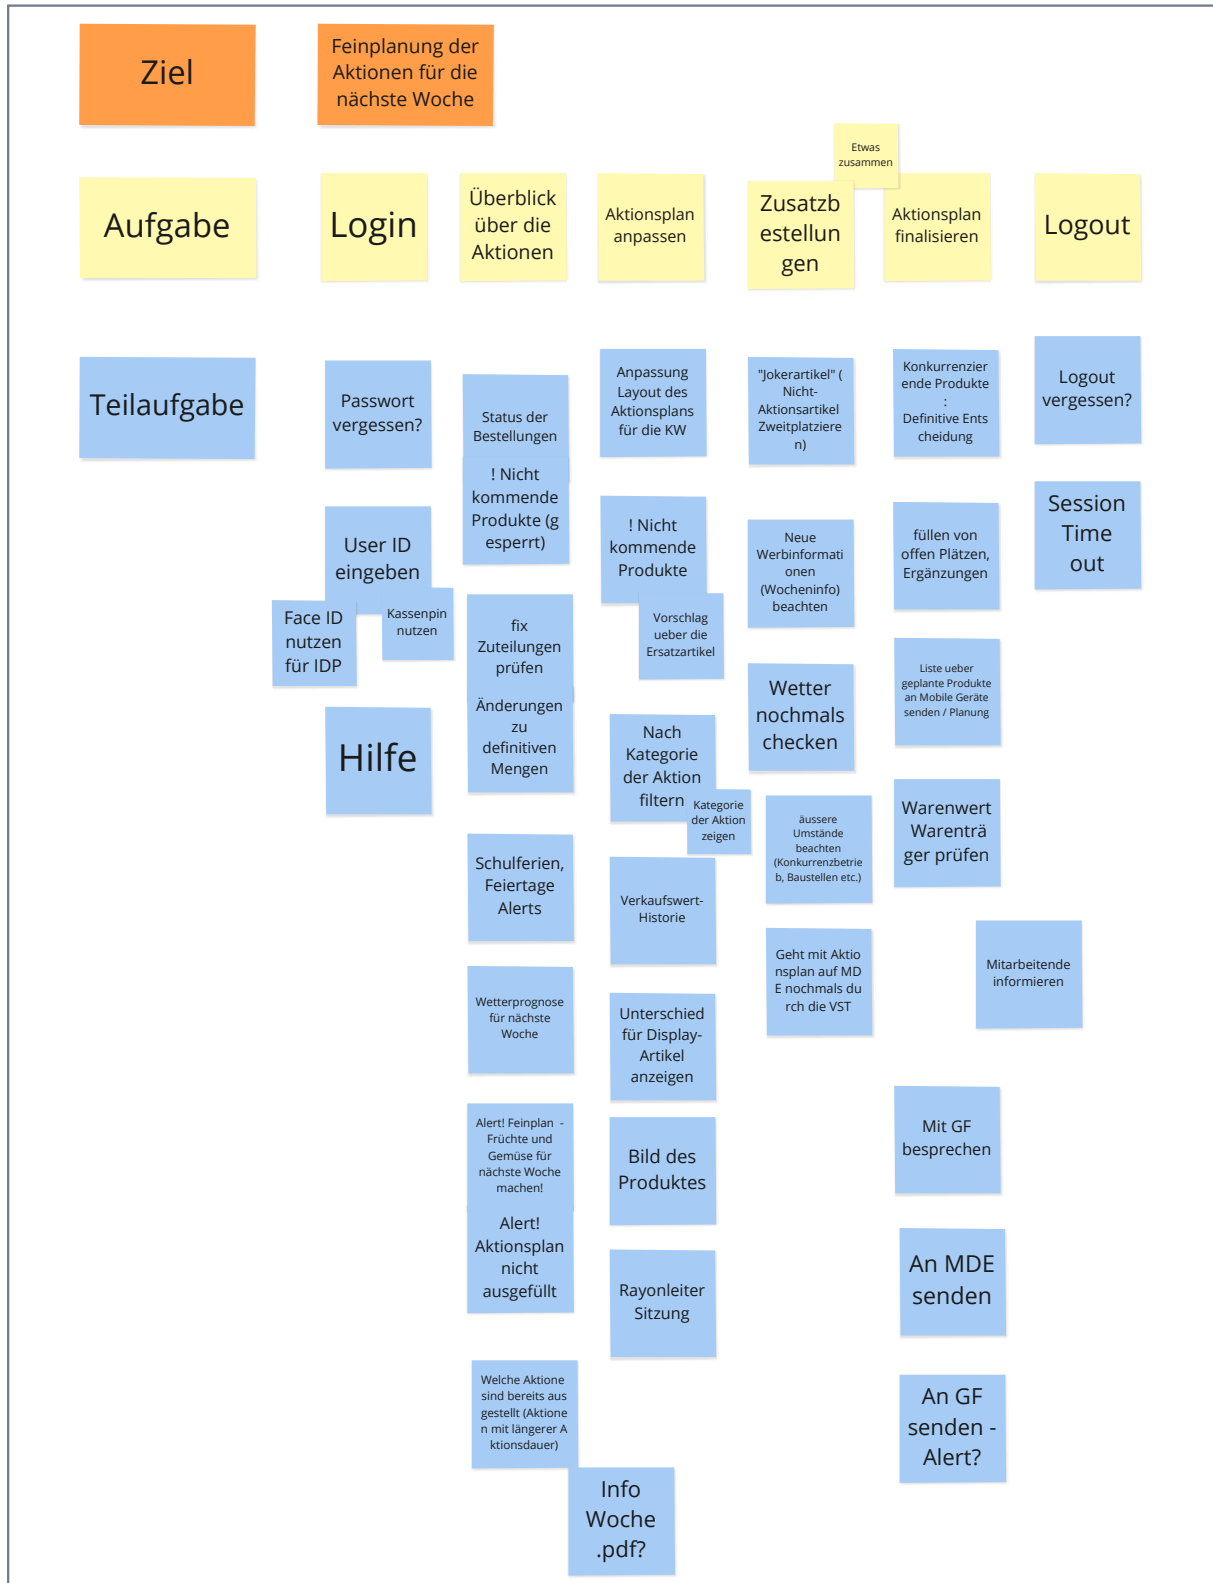 Ziel
Feinplanung der
Aktionen für die
nächste Woche
Etwas
zusammen
Aufgabe
Login
Überblick
über die
Aktionen
Aktionsplan
anpassen
Zusatzb
estellun
gen
Aktionsplan
finalisieren
Logout
Teilaufgabe
Passwort
vergessen?
User ID
eingeben
Face ID
nutzen
für IDP
Kassenpin
nutzen
Hilfe
Status der
Bestellungen
! Nicht
kommende
Produkte (g
esperrt)
fix
Zuteilungen
prüfen
Änderungen
zu
definitiven
Mengen
Schulferien,
Feiertage
Alerts
Wetterprognose
für nächste
Woche
Alert! Feinplan -
Früchte und
Gemüse für
nächste Woche
machen!
Alert!
Aktionsplan
nicht
ausgefüllt
Welche Aktione
sind bereits aus
gestellt (Aktione
n mit längerer A
ktionsdauer)
Info
Woche
.pdf?
Anpassung
Layout des
Aktionsplans
für die KW
! Nicht
kommende
Produkte
Vorschlag
ueber die
Ersatzartikel
Nach
Kategorie
der Aktion
filtern
Kategorie
der Aktion
zeigen
Verkaufswert-
Historie
Unterschied
für Display-
Artikel
anzeigen
Bild des
Produktes
Rayonleiter
Sitzung
"Jokerartikel" (
Nicht-
Aktionsartikel
Zweitplatziere
n)
Neue
Werbinformati
onen
(Wocheninfo)
beachten
Wetter
nochmals
checken
äussere
Umstände
beachten
(Konkurrenzbetrie
b, Baustellen etc.)
Geht mit Aktio
nsplan auf MD
E nochmals du
rch die VST
Konkurrenzier
ende Produkte
:
Definitive Ents
cheidung
füllen von
offen Plätzen,
Ergänzungen
Liste ueber
geplante Produkte
an Mobile Geräte
senden / Planung
Warenwert
Warenträ
ger prüfen
Mitarbeitende
informieren
Mit GF
besprechen
An MDE
senden
An GF
senden -
Alert?
Logout
vergessen?
Session
Time
out